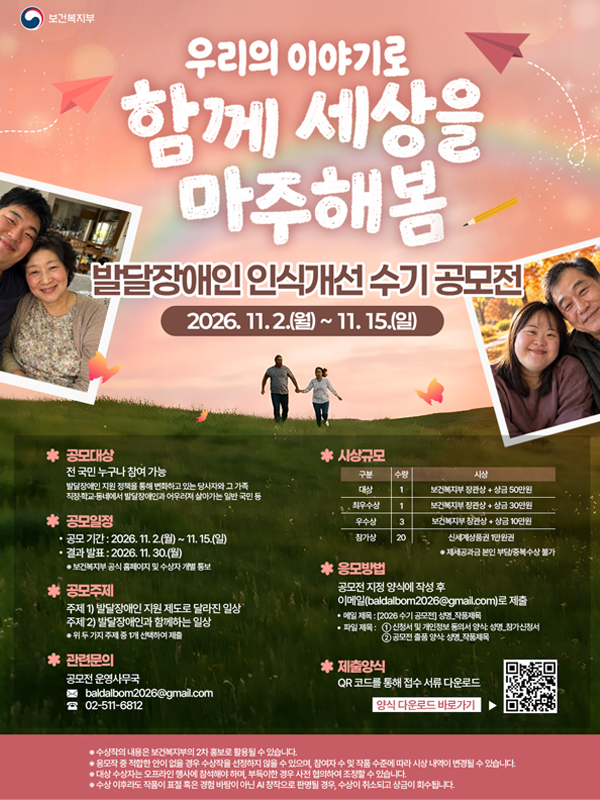 보건복지부
우리의 이야기로
함께 세상을
마주해봄
발달장애인 인식개선 수기 공모전
2026. 11. 2.(월) ~ 11. 15.(일)
공모대상
전 국민 누구나 참여 가능
발달장애인 지원 정책을 통해 변화하고 있는 당사자와 그 가족
직장·학교·동네에서 발달장애인과 어우러져 살아가는 일반 국민 등
공모일정
• 공모 기간 : 2026. 11. 2.(월) ~ 11. 15.(일)
• 결과 발표 : 2026. 11. 30.(월)
※ 보건복지부 공식 홈페이지 및 수상자 개별 통보
공모주제
주제 1) 발달장애인 지원 제도로 달라진 일상
주제 2) 발달장애인과 함께하는 일상
※ 위 두 가지 주제 중 1개 선택하여 제출
관련문의
공모전 운영사무국
baldalbom2026@gmail.com
02-511-6812
시상규모
구분 수량 시상
대상 1 보건복지부 장관상 + 상금 50만원
최우수상 1 보건복지부 장관상 + 상금 30만원
우수상 3 보건복지부 장관상 + 상금 10만원
참가상 20 신세계상품권 1만원권
※ 제세공과금 본인 부담/중복수상 불가
응모방법
공모전 지정 양식에 작성 후
이메일(baldalbom2026@gmail.com)로 제출
• 메일 제목 : [2026 수기 공모전] 성명_작품제목
• 파일 제목 : ① 신청서 및 개인정보 동의서 양식: 성명_참가신청서
② 공모전 출품 양식: 성명_작품제목
제출양식
QR 코드를 통해 접수 서류 다운로드
양식 다운로드 바로가기
※ 수상작의 내용은 보건복지부의 2차 홍보로 활용될 수 있습니다.
※ 응모작 중 적합한 안이 없을 경우 수상작을 선정하지 않을 수 있으며, 참여자 수 및 작품 수준에 따라 시상 내역이 변경될 수 있습니다.
※ 대상 수상자는 오프라인 행사에 참석해야 하며, 부득이한 경우 사전 협의하여 조정할 수 있습니다.
※ 수상 이후라도 작품이 표절 혹은 경험 바탕이 아닌 AI 창작으로 판명될 경우, 수상이 취소되고 상금이 회수됩니다.